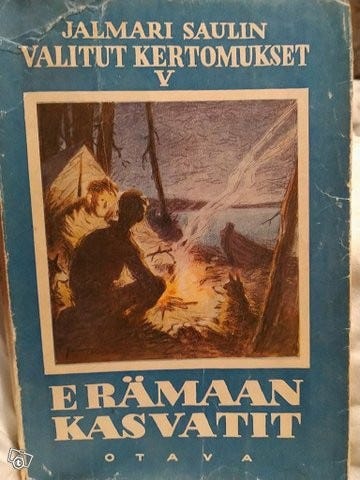 JALMARI SAULIN
VALITUT KERTOMUKSET
V
ERÄMAAN
KASVATIT
OTAVA